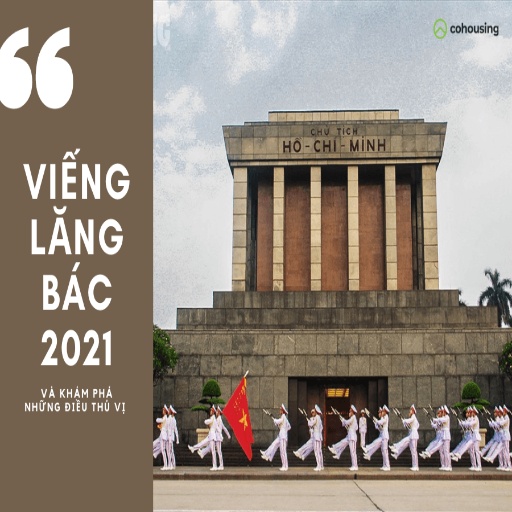 cohousing
CHỦ TỊCH
HỒ-CHÍ-MINH
VIẾNG
LĂNG
BÁC
2021
VÀ KHÁM PHÁ
NHỮNG ĐIỀU THÚ VỊ